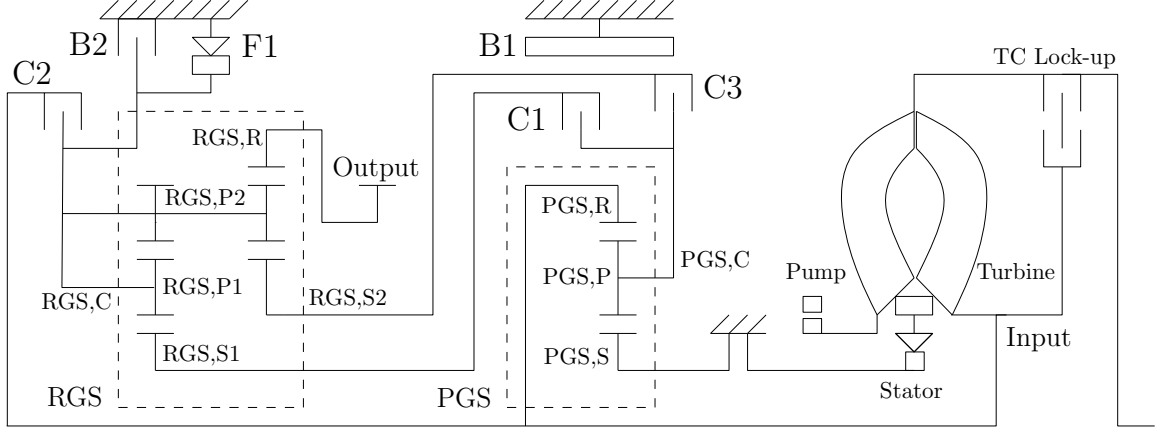 B2
F1
B1
TC Lock-up
C2
C3
C1
RGS,R
Output
RGS,P2
PGS,R
PGS,C
PGS,P
Pump
Turbine
RGS,P1
RGS,C
RGS,S2
Input
RGS,S1
PGS,S
Stator
RGS
PGS